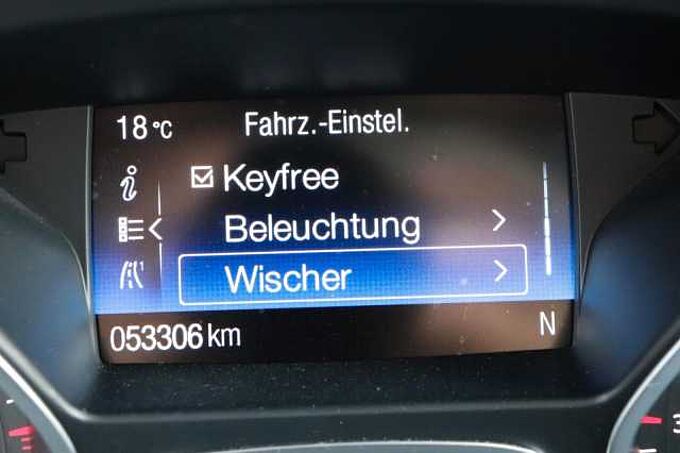 18 °C Fahrz.-Einstel.
Keyfree
Beleuchtung
Wischer
053306 km N